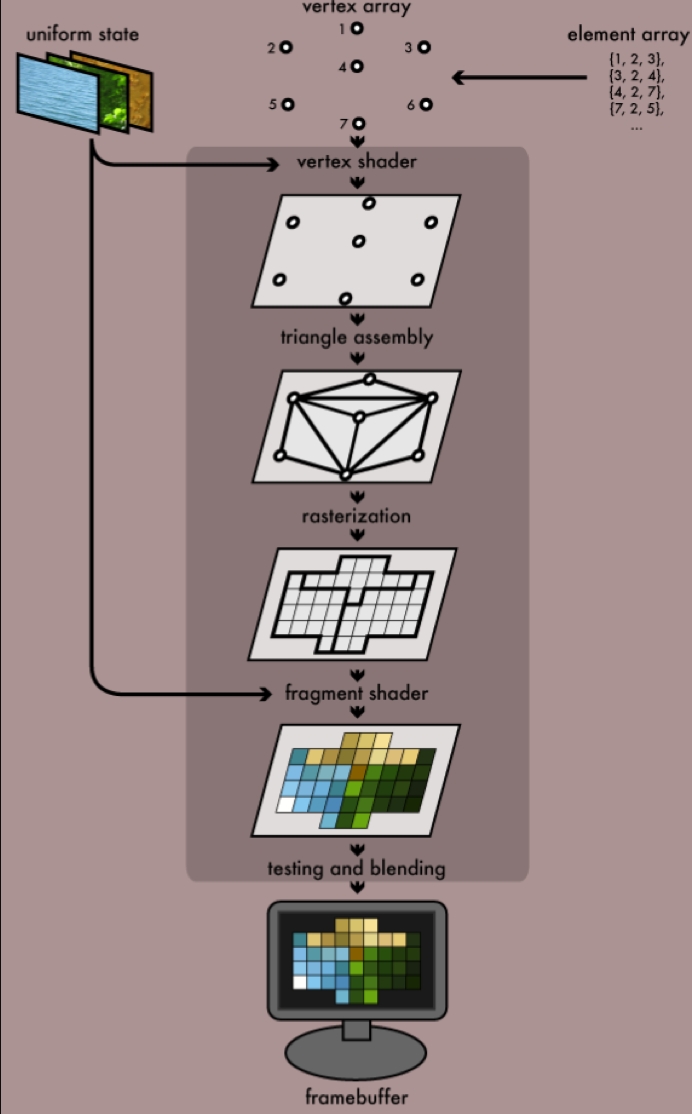 vertex array
uniform state
element array
1
2
3
4
5
6
7
{1, 2, 3},
{3, 2, 4},
{4, 2, 7},
{7, 2, 5},
...
vertex shader
triangle assembly
rasterization
fragment shader
testing and blending
framebuffer